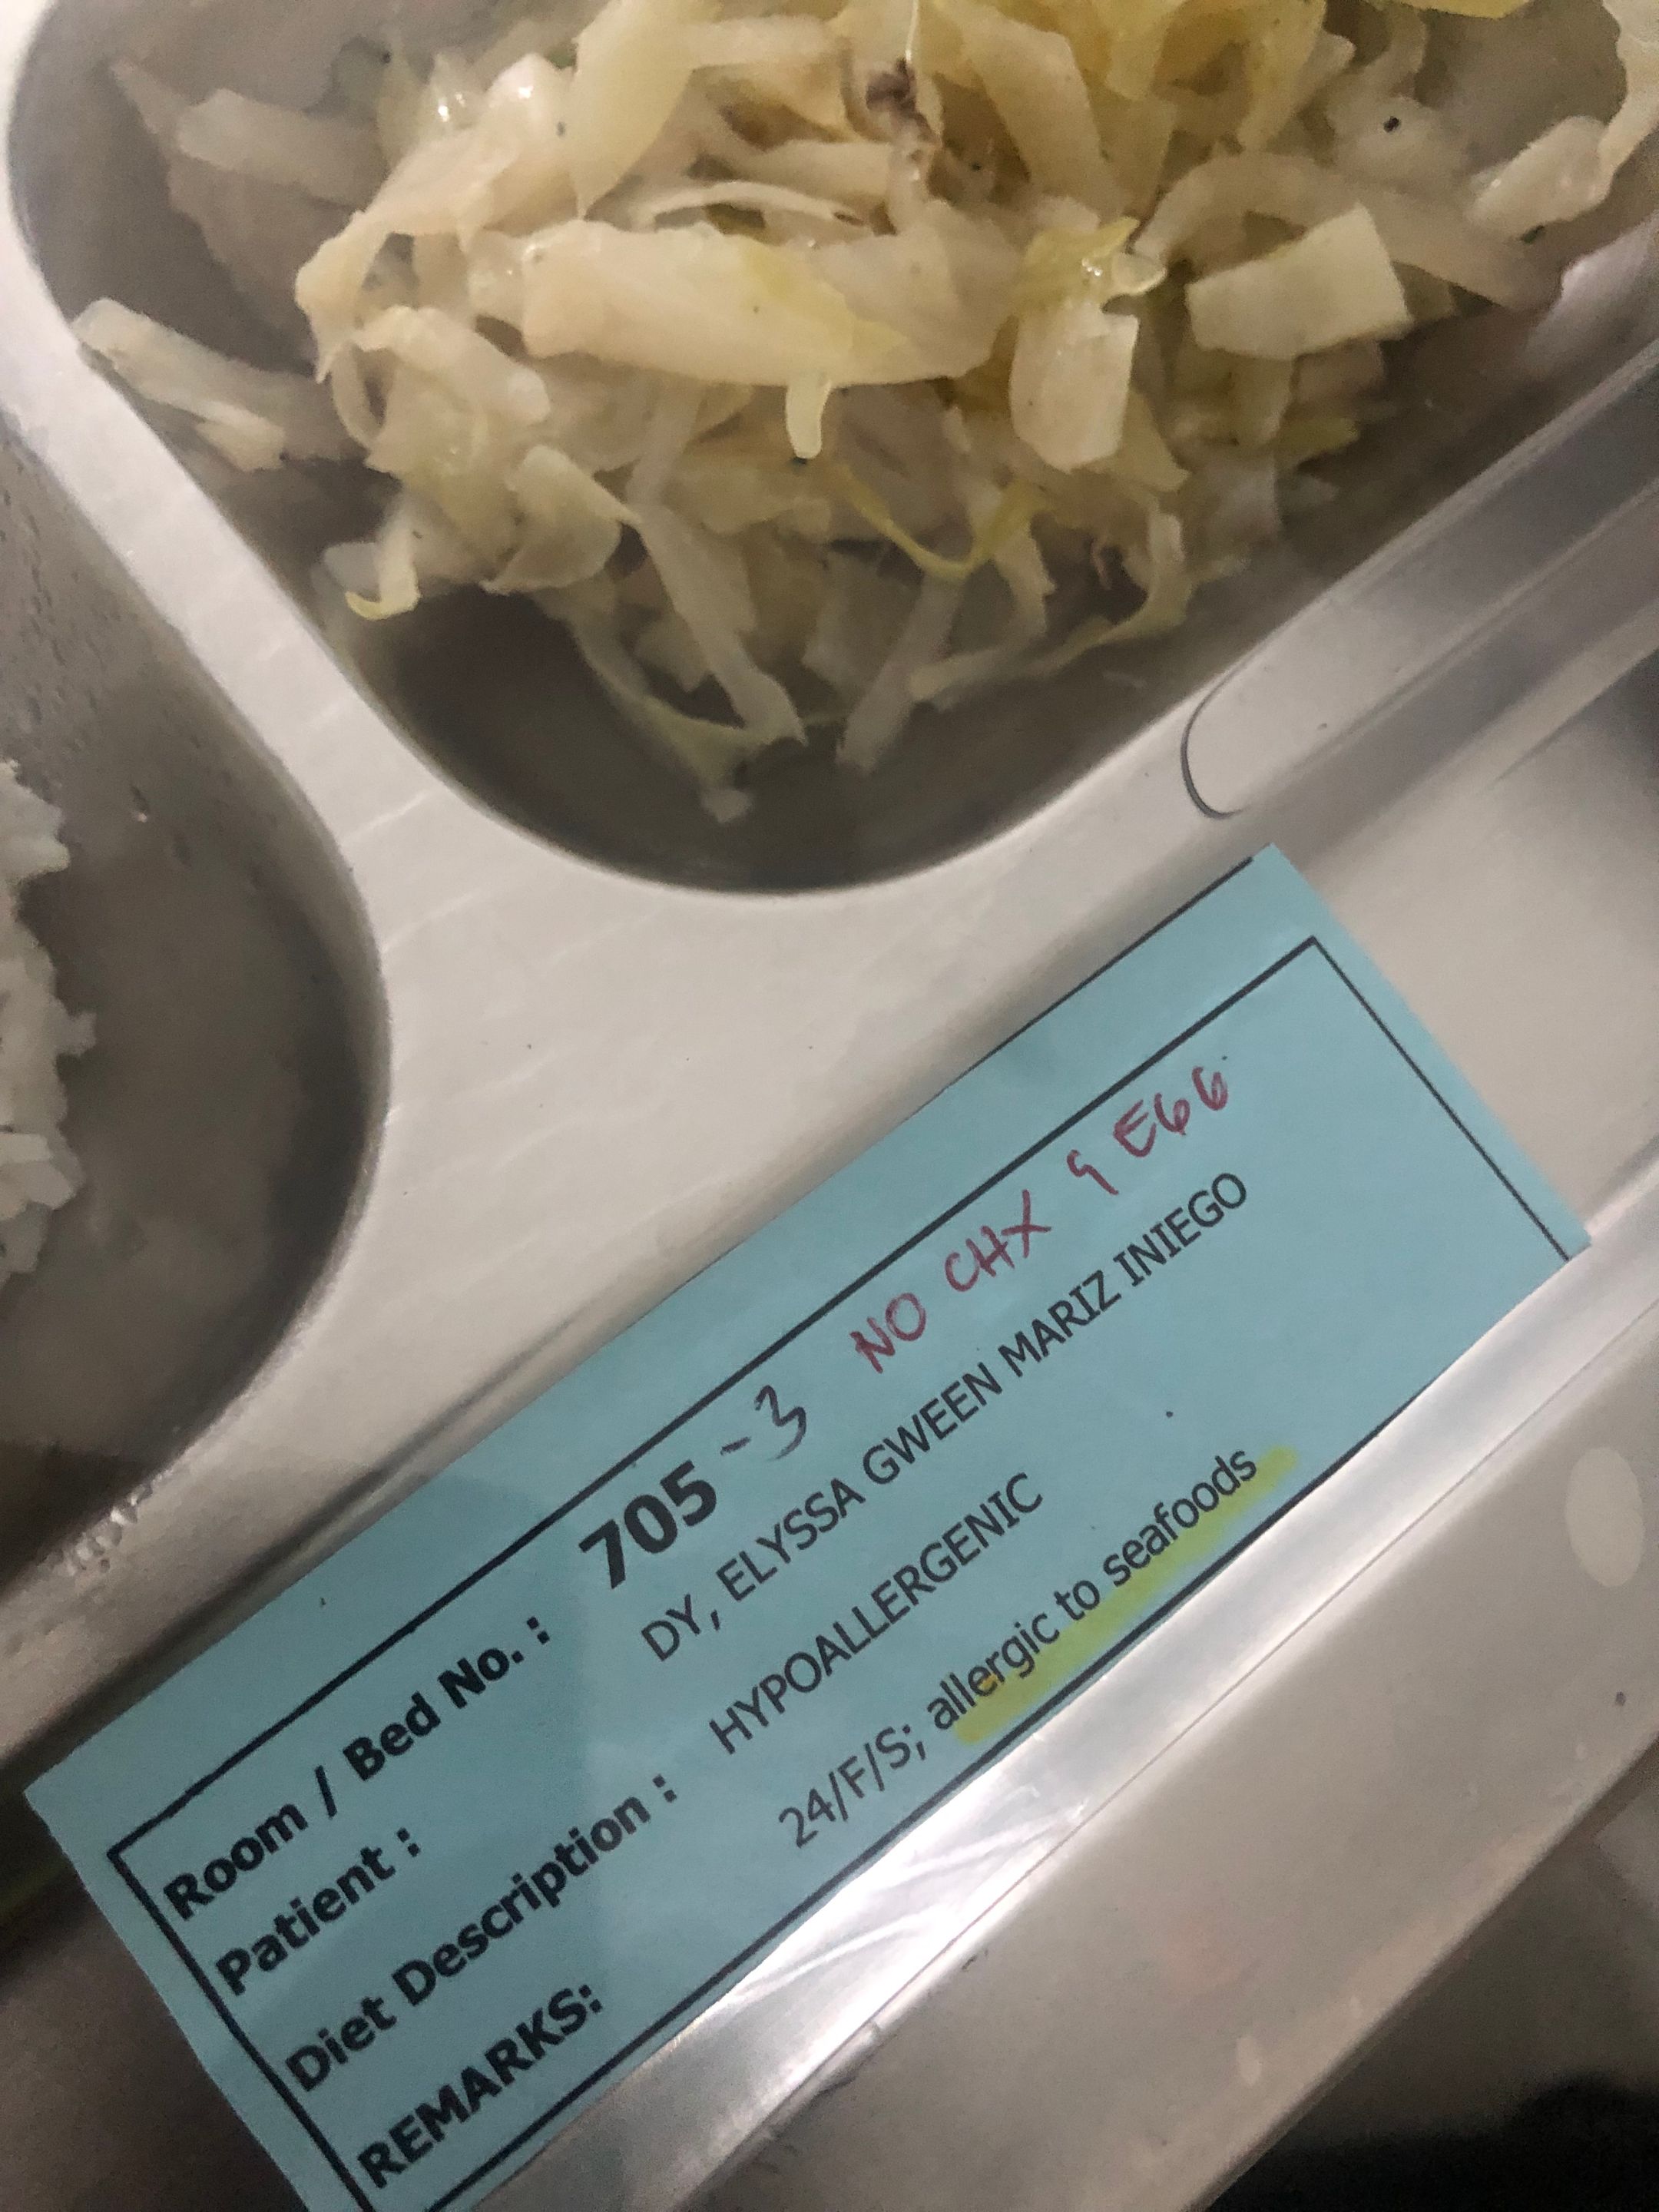 Room / Bed No. : 705 -3 NO CHX & EGG
Patient : DY, ELYSSA GWEEN MARIZ INIEGO
Diet Description : HYPOALLERGENIC
REMARKS: 24/F/S; allergic to seafoods